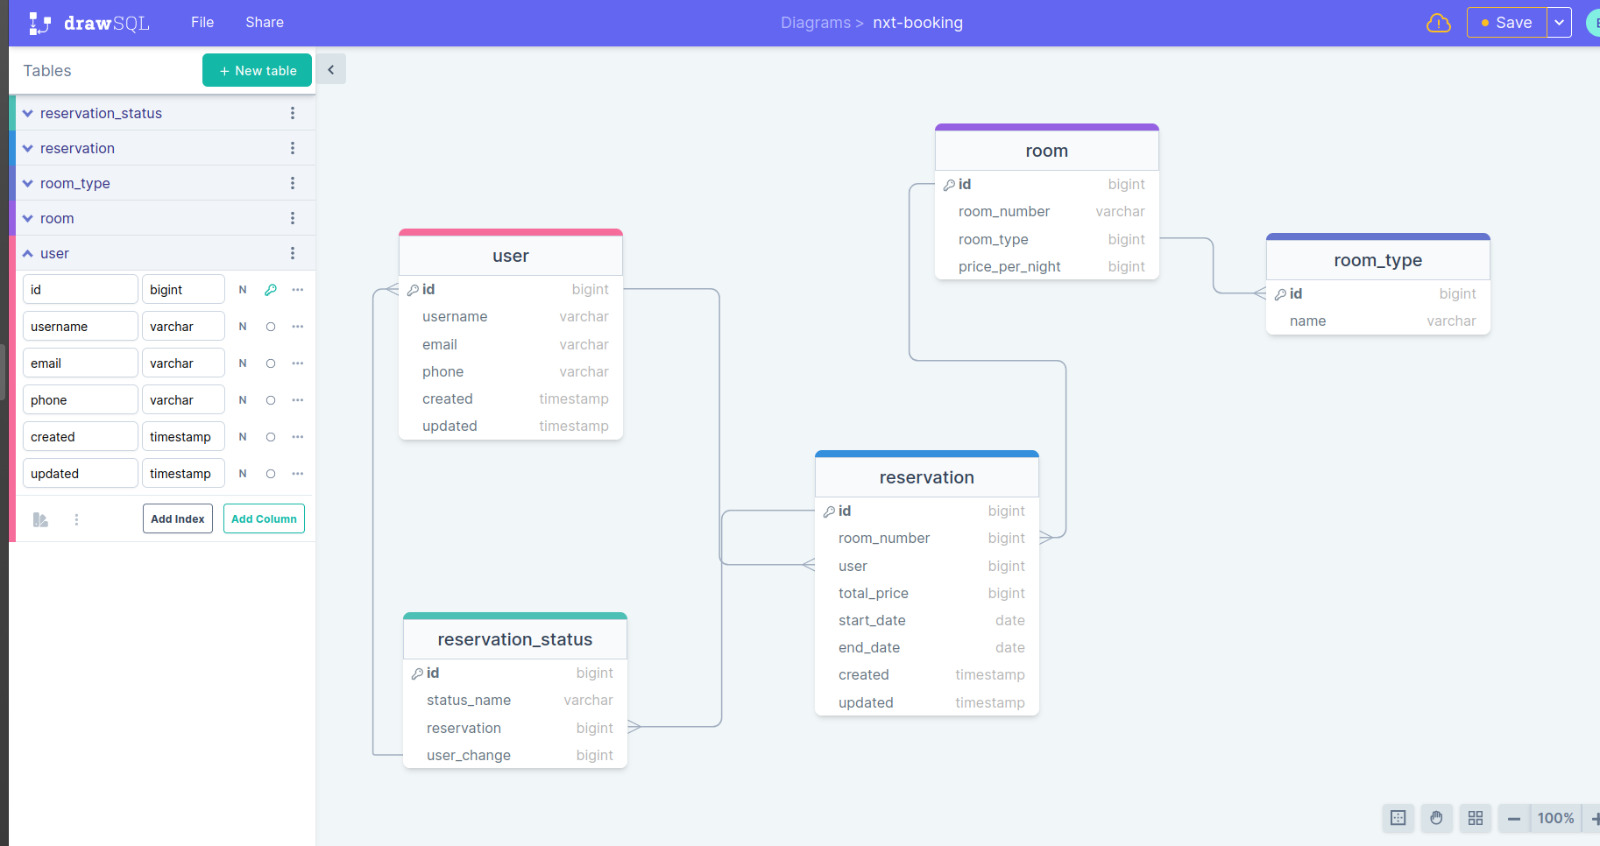 drawSQL File Share Diagrams > nxt-booking Save
Tables + New table
reservation_status
reservation
room_type
room
user
id bigint N
username varchar N
email varchar N
phone varchar N
created timestamp N
updated timestamp N
Add Index Add Column
user
id bigint
username varchar
email varchar
phone varchar
created timestamp
updated timestamp
reservation_status
id bigint
status_name varchar
reservation bigint
user_change bigint
room
id bigint
room_number varchar
room_type bigint
price_per_night bigint
room_type
id bigint
name varchar
reservation
id bigint
room_number bigint
user bigint
total_price bigint
start_date date
end_date date
created timestamp
updated timestamp
100%